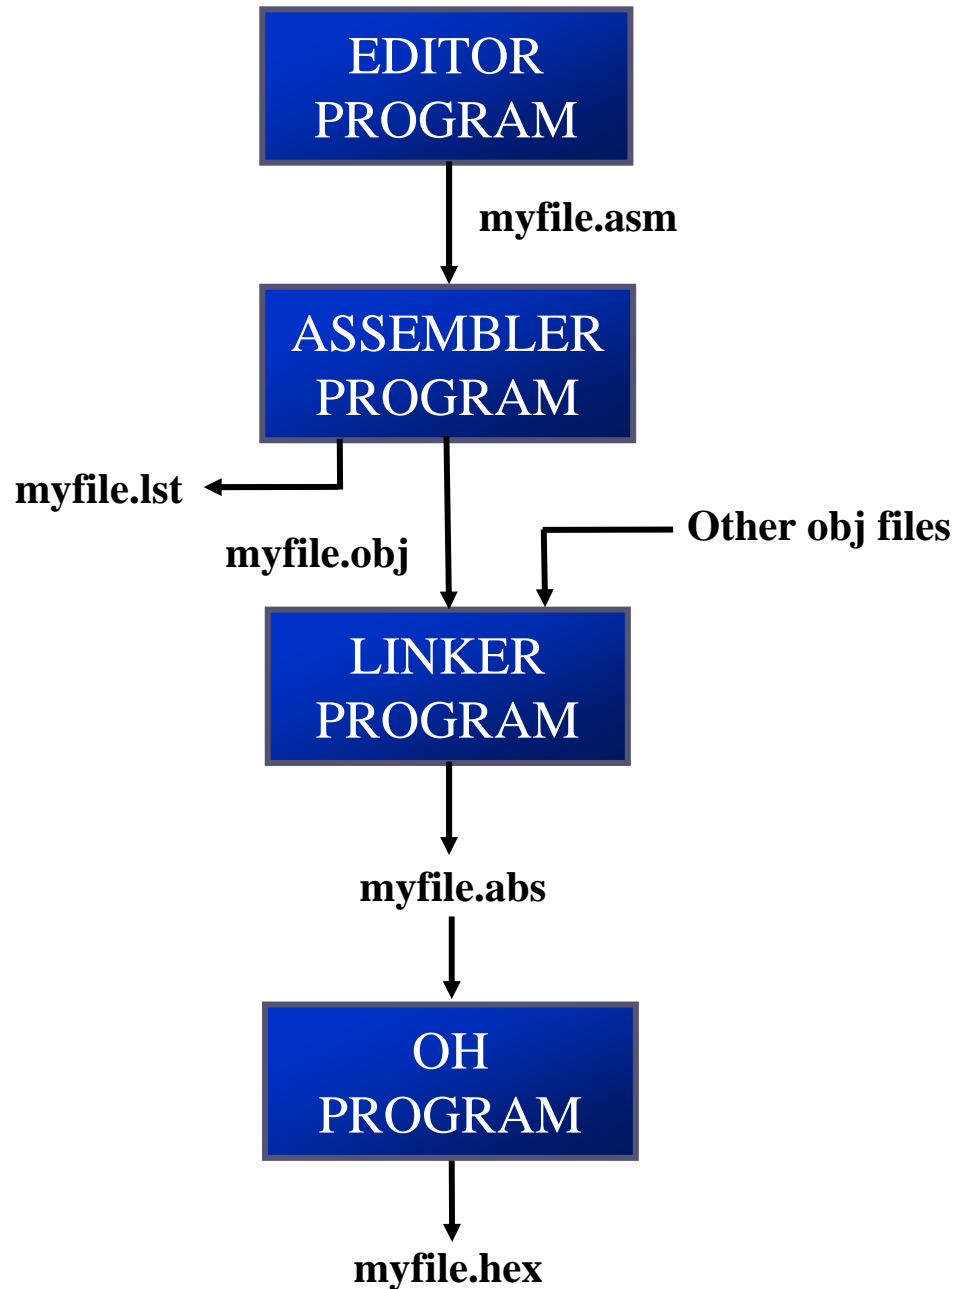 EDITOR
PROGRAM
myfile.asm
ASSEMBLER
PROGRAM
myfile.lst
myfile.obj
Other obj files
LINKER
PROGRAM
myfile.abs
OH
PROGRAM
myfile.hex